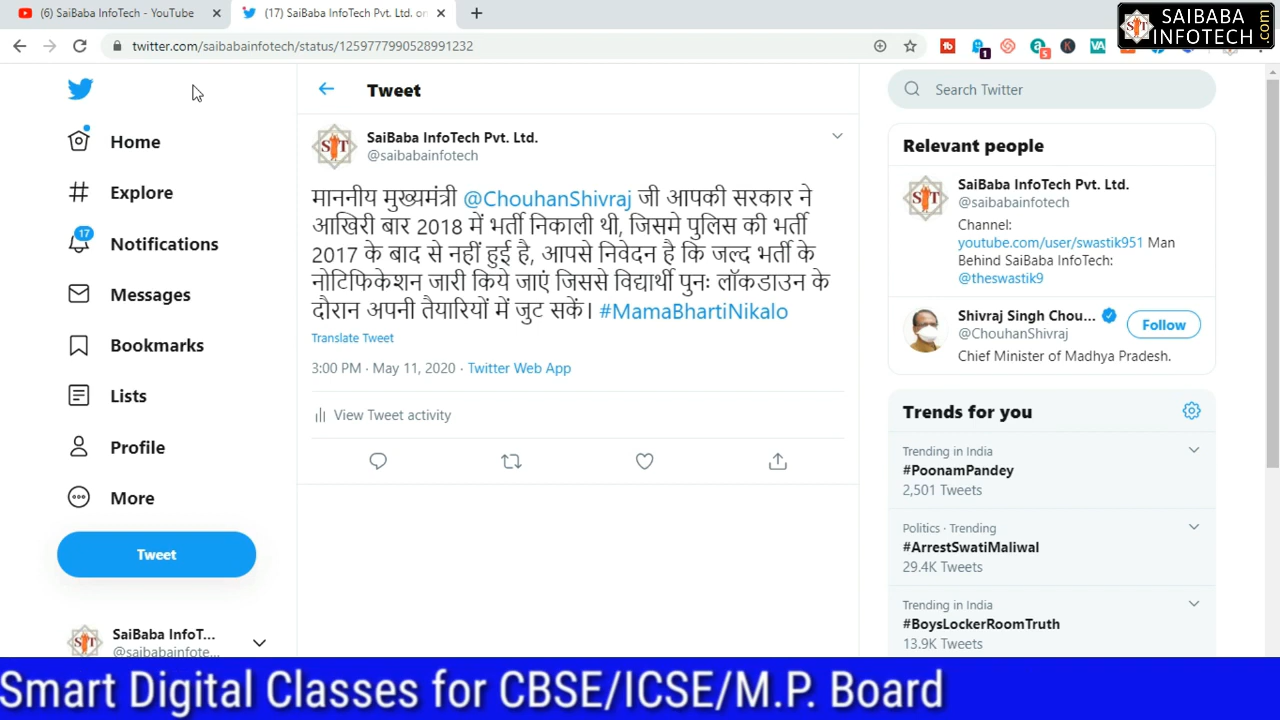 (6) SaiBaba InfoTech - YouTube
(17) SaiBaba InfoTech Pvt. Ltd. on
SAIBABA
INFOTECH.com
twitter.com/saibabainfotech/status/1259777990528991232
1
5
VA
Home
Explore
17
Notifications
Messages
Bookmarks
Lists
Profile
More
Tweet
SaiBaba InfoT...
@saibabainfote...
Tweet
SaiBaba InfoTech Pvt. Ltd.
@saibabainfotech
माननीय मुख्यमंत्री @ChouhanShivraj जी आपकी सरकार ने
आखिरी बार 2018 में भर्ती निकाली थी, जिसमे पुलिस की भर्ती
2017 के बाद से नहीं हुई है, आपसे निवेदन है कि जल्द भर्ती के
नोटिफिकेशन जारी किये जाएं जिससे विद्यार्थी पुनः लॉकडाउन के
दौरान अपनी तैयारियों में जुट सकें। #MamaBhartiNikalo
Translate Tweet
3:00 PM · May 11, 2020 · Twitter Web App
View Tweet activity
Search Twitter
Relevant people
SaiBaba InfoTech Pvt. Ltd.
@saibabainfotech
Channel:
youtube.com/user/swastik951 Man
Behind SaiBaba InfoTech:
@theswastik9
Shivraj Singh Chou...
@ChouhanShivraj
Follow
Chief Minister of Madhya Pradesh.
Trends for you
Trending in India
#PoonamPandey
2,501 Tweets
Politics · Trending
#ArrestSwatiMaliwal
29.4K Tweets
Trending in India
#BoysLockerRoomTruth
13.9K Tweets
Smart Digital Classes for CBSE/ICSE/M.P. Board